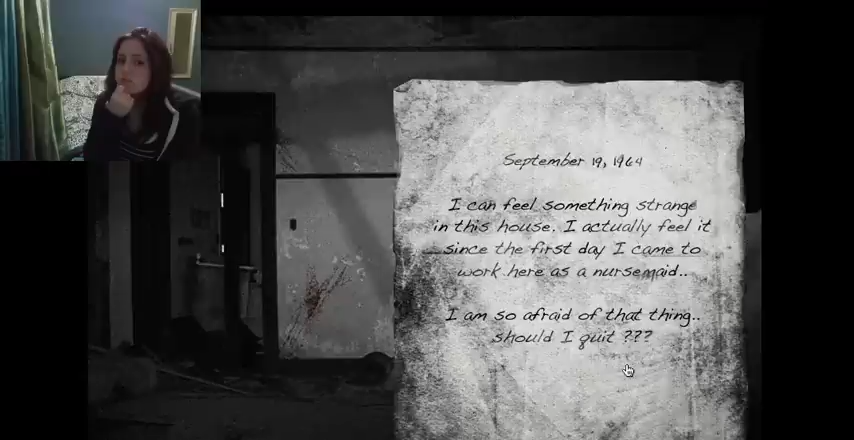 September 19, 1964
I can feel something strange
in this house. I actually feel it
since the first day I came to
work here as a nursemaid..
I am so afraid of that thing..
should I quit ???